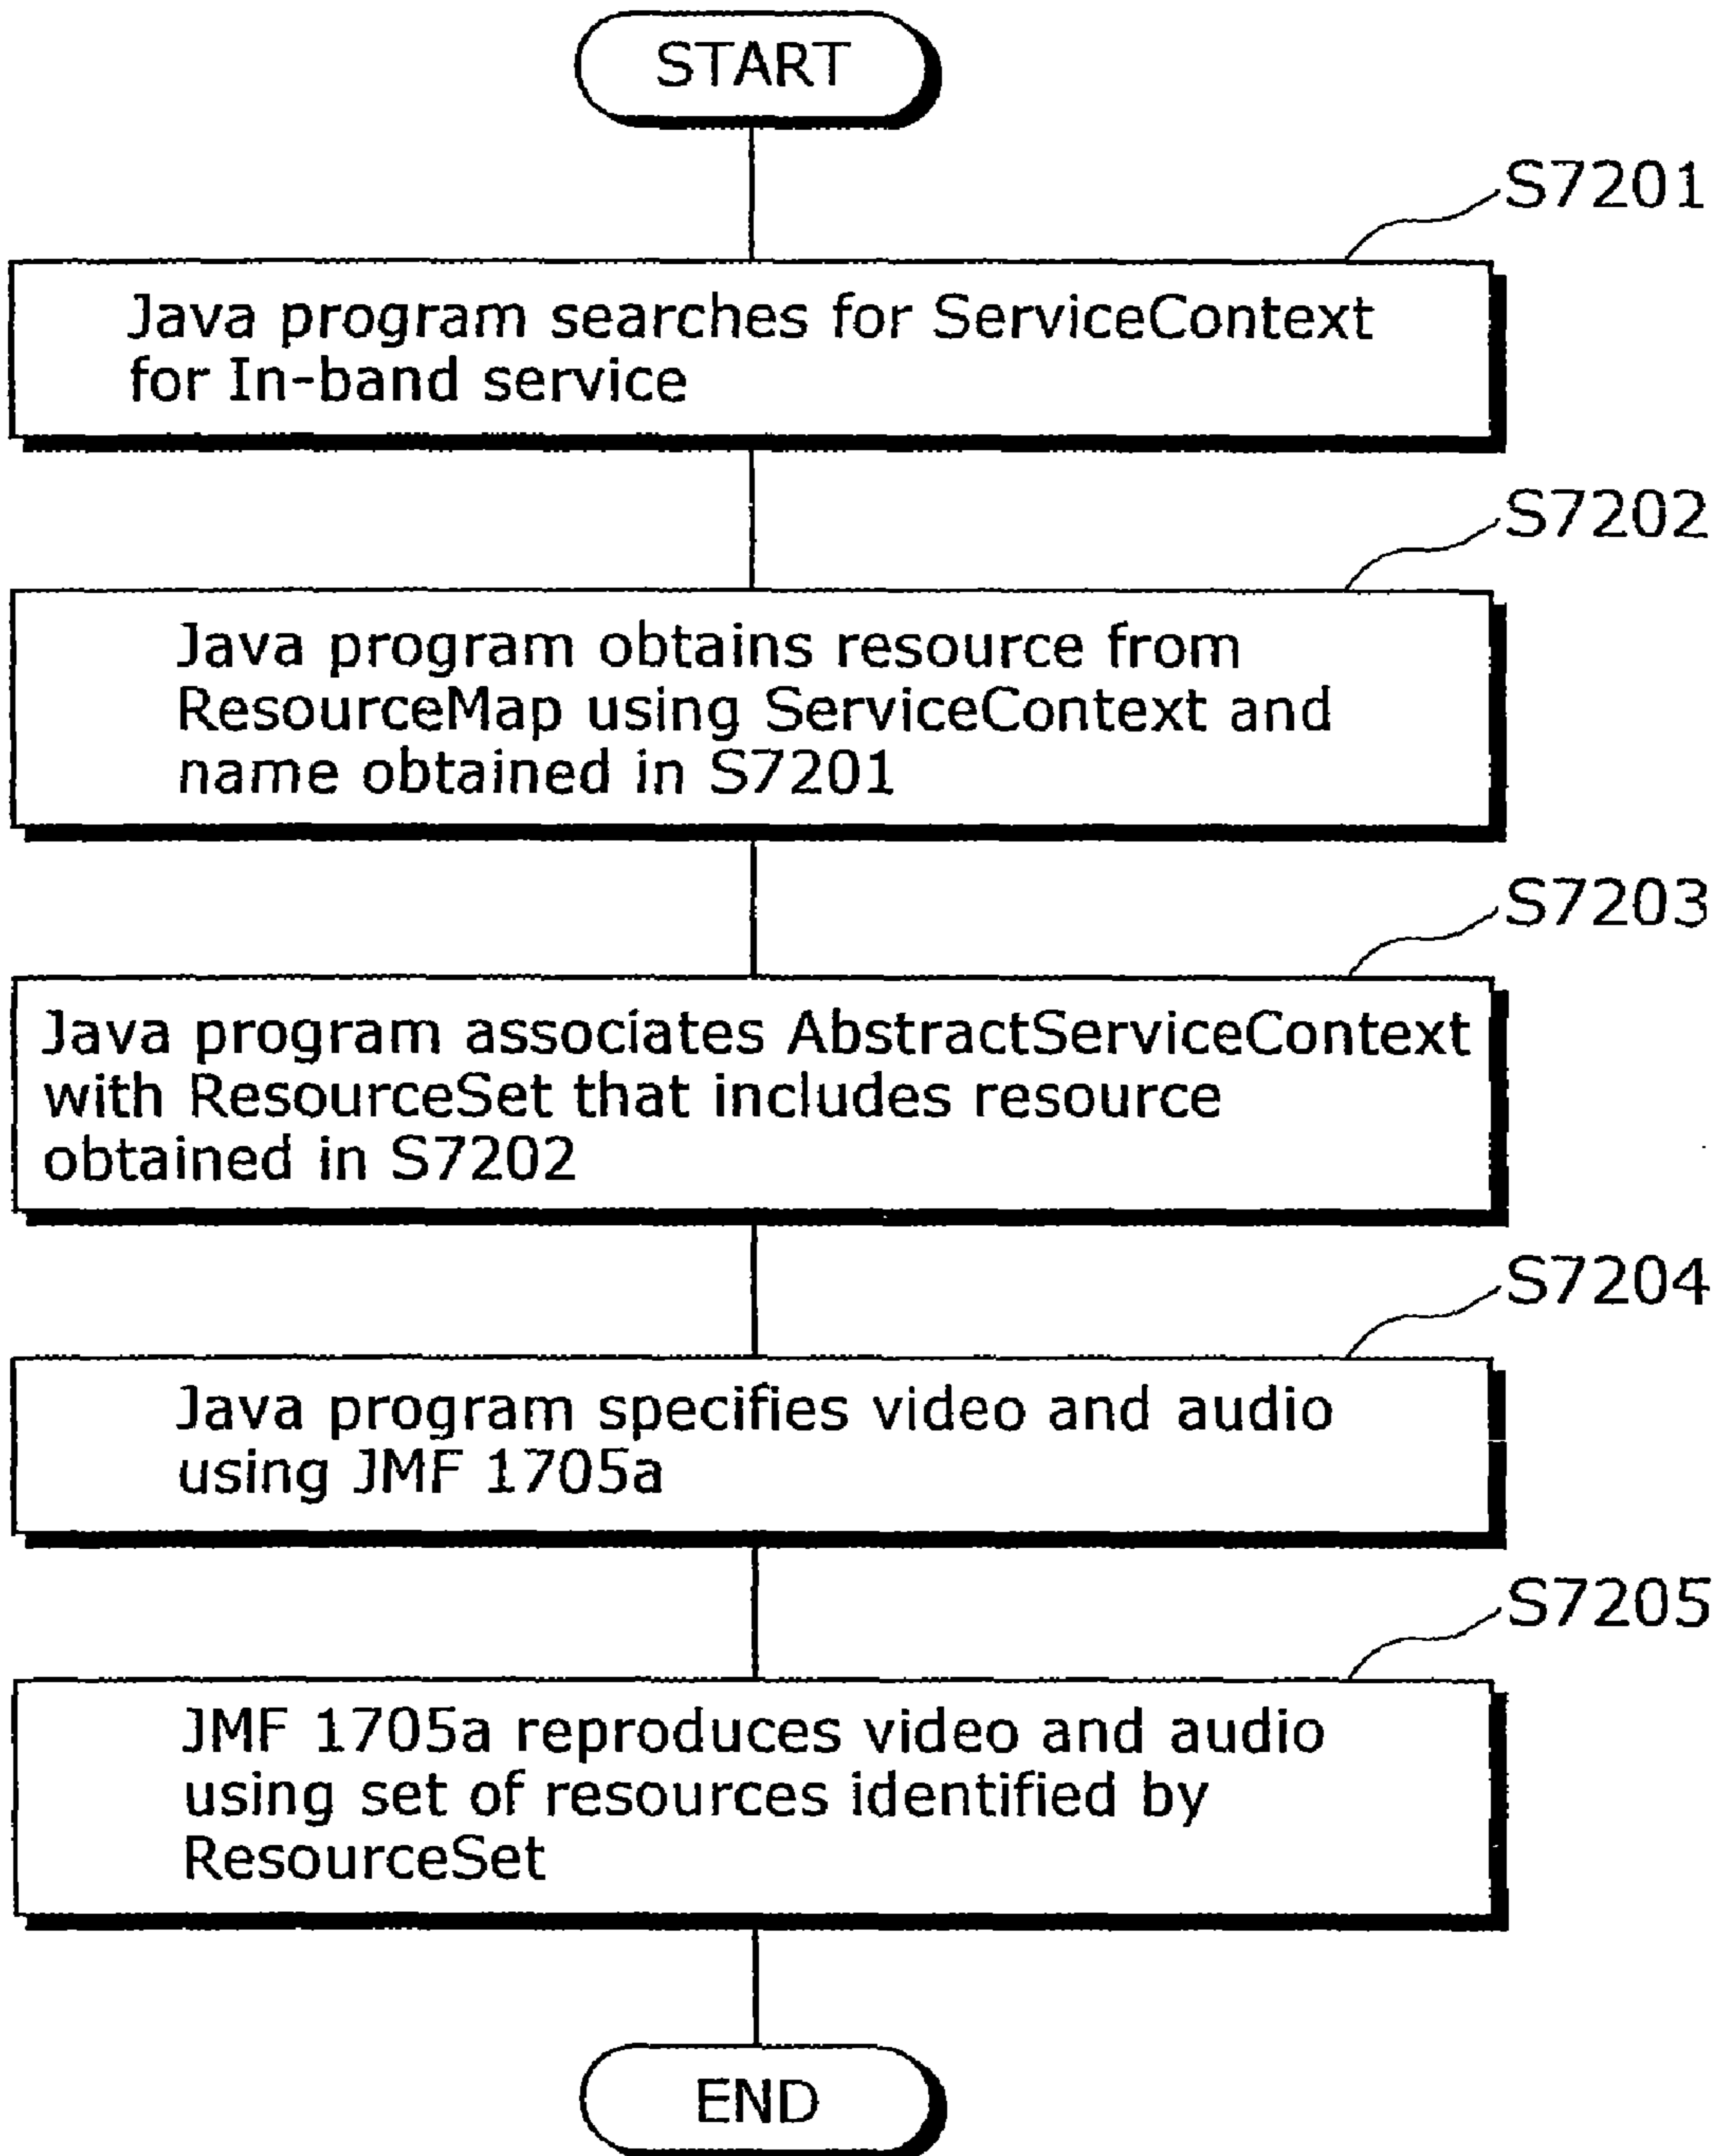 START
S7201
Java program searches for ServiceContext
for In-band service
S7202
Java program obtains resource from
ResourceMap using ServiceContext and
name obtained in S7201
S7203
Java program associates AbstractServiceContext
with ResourceSet that includes resource
obtained in S7202
S7204
Java program specifies video and audio
using JMF 1705a
S7205
JMF 1705a reproduces video and audio
using set of resources identified by
ResourceSet
END